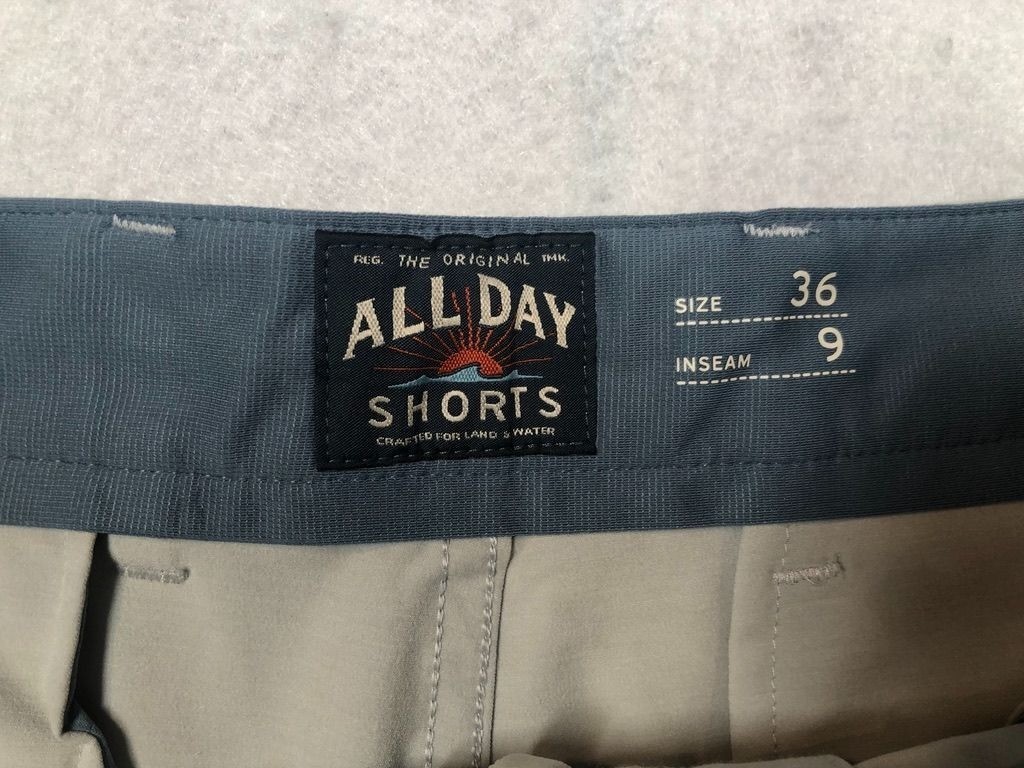 REG. THE ORIGINAL TMK.
ALL DAY
SHORTS
CRAFTED FOR LAND & WATER
SIZE 36
INSEAM 9